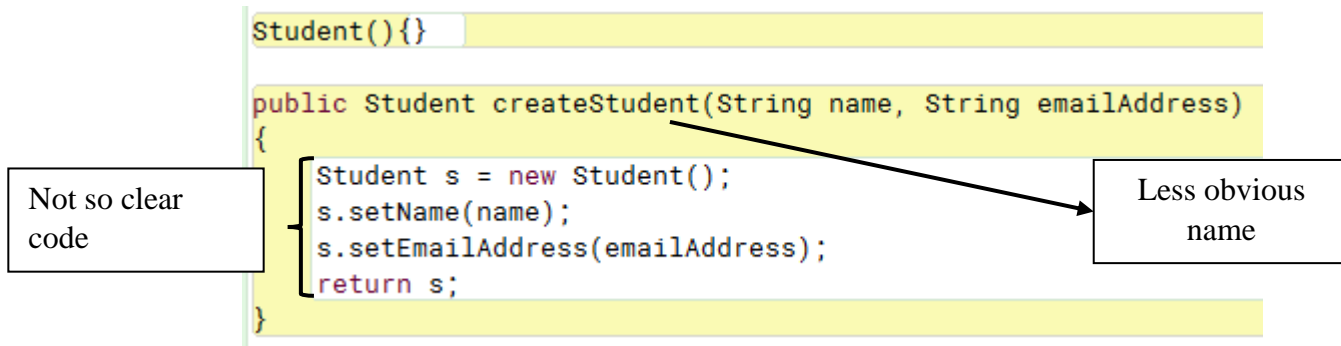 Student(){}
public Student createStudent(String name, String emailAddress)
{
Student s = new Student();
s.setName(name);
s.setEmailAddress(emailAddress);
return s;
}
Not so clear
code
Less obvious
name